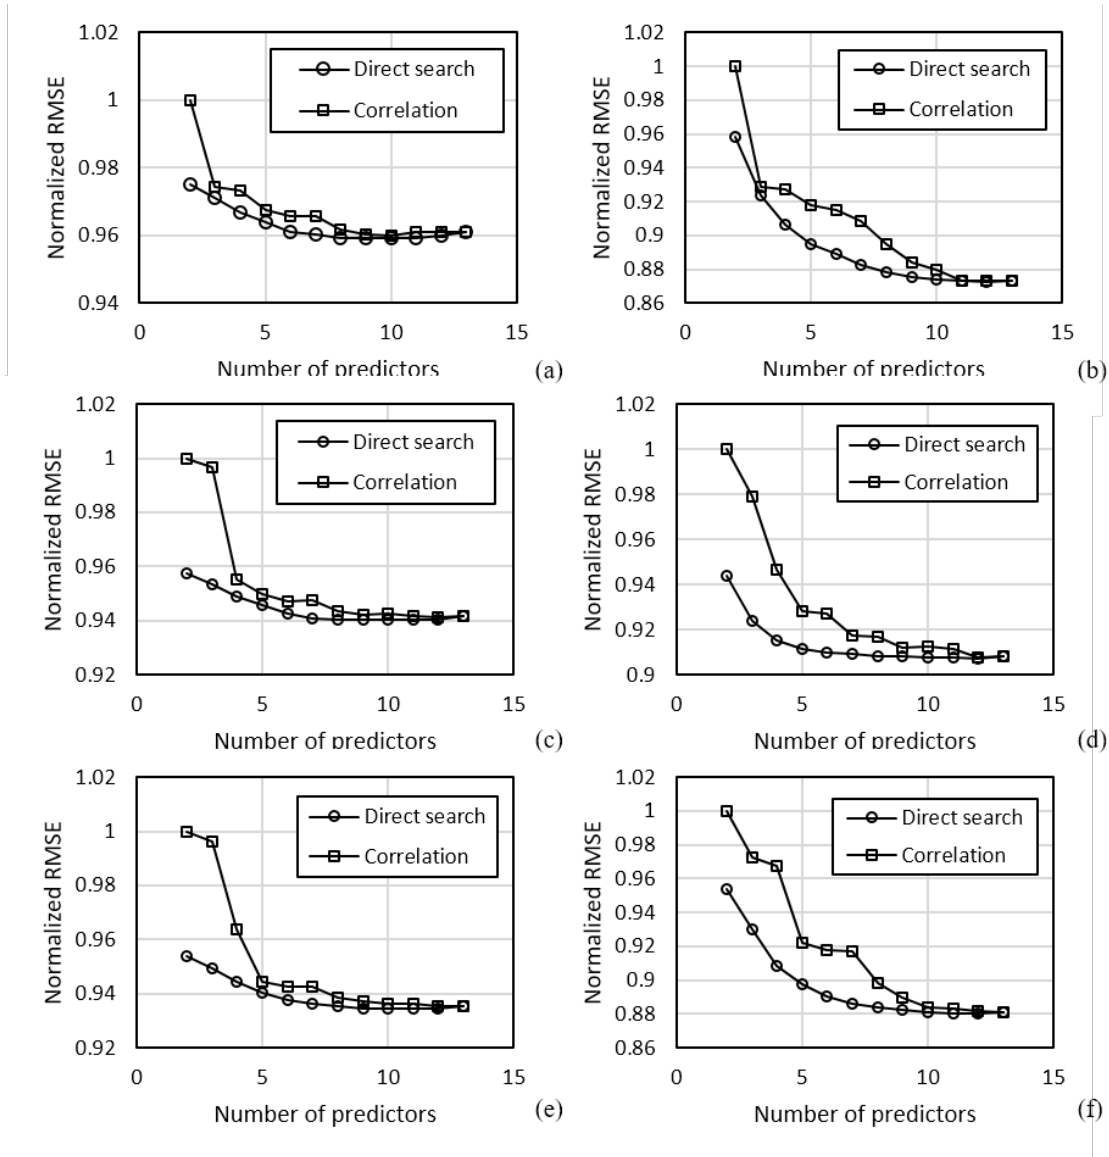 1.02
1
0.98
0.96
0.94
0
5
10
15
Normalized RMSE
Number of predictors
Direct search
Correlation
(a)
1.02
1
0.98
0.96
0.94
0.92
0.9
0.88
0.86
0
5
10
15
Normalized RMSE
Number of predictors
Direct search
Correlation
(b)
1.02
1
0.98
0.96
0.94
0.92
0
5
10
15
Normalized RMSE
Number of predictors
Direct search
Correlation
(c)
1.02
1
0.98
0.96
0.94
0.92
0.9
0
5
10
15
Normalized RMSE
Number of predictors
Direct search
Correlation
(d)
1.02
1
0.98
0.96
0.94
0.92
0
5
10
15
Normalized RMSE
Number of predictors
Direct search
Correlation
(e)
1.02
1
0.98
0.96
0.94
0.92
0.9
0.88
0.86
0
5
10
15
Normalized RMSE
Number of predictors
Direct search
Correlation
(f)